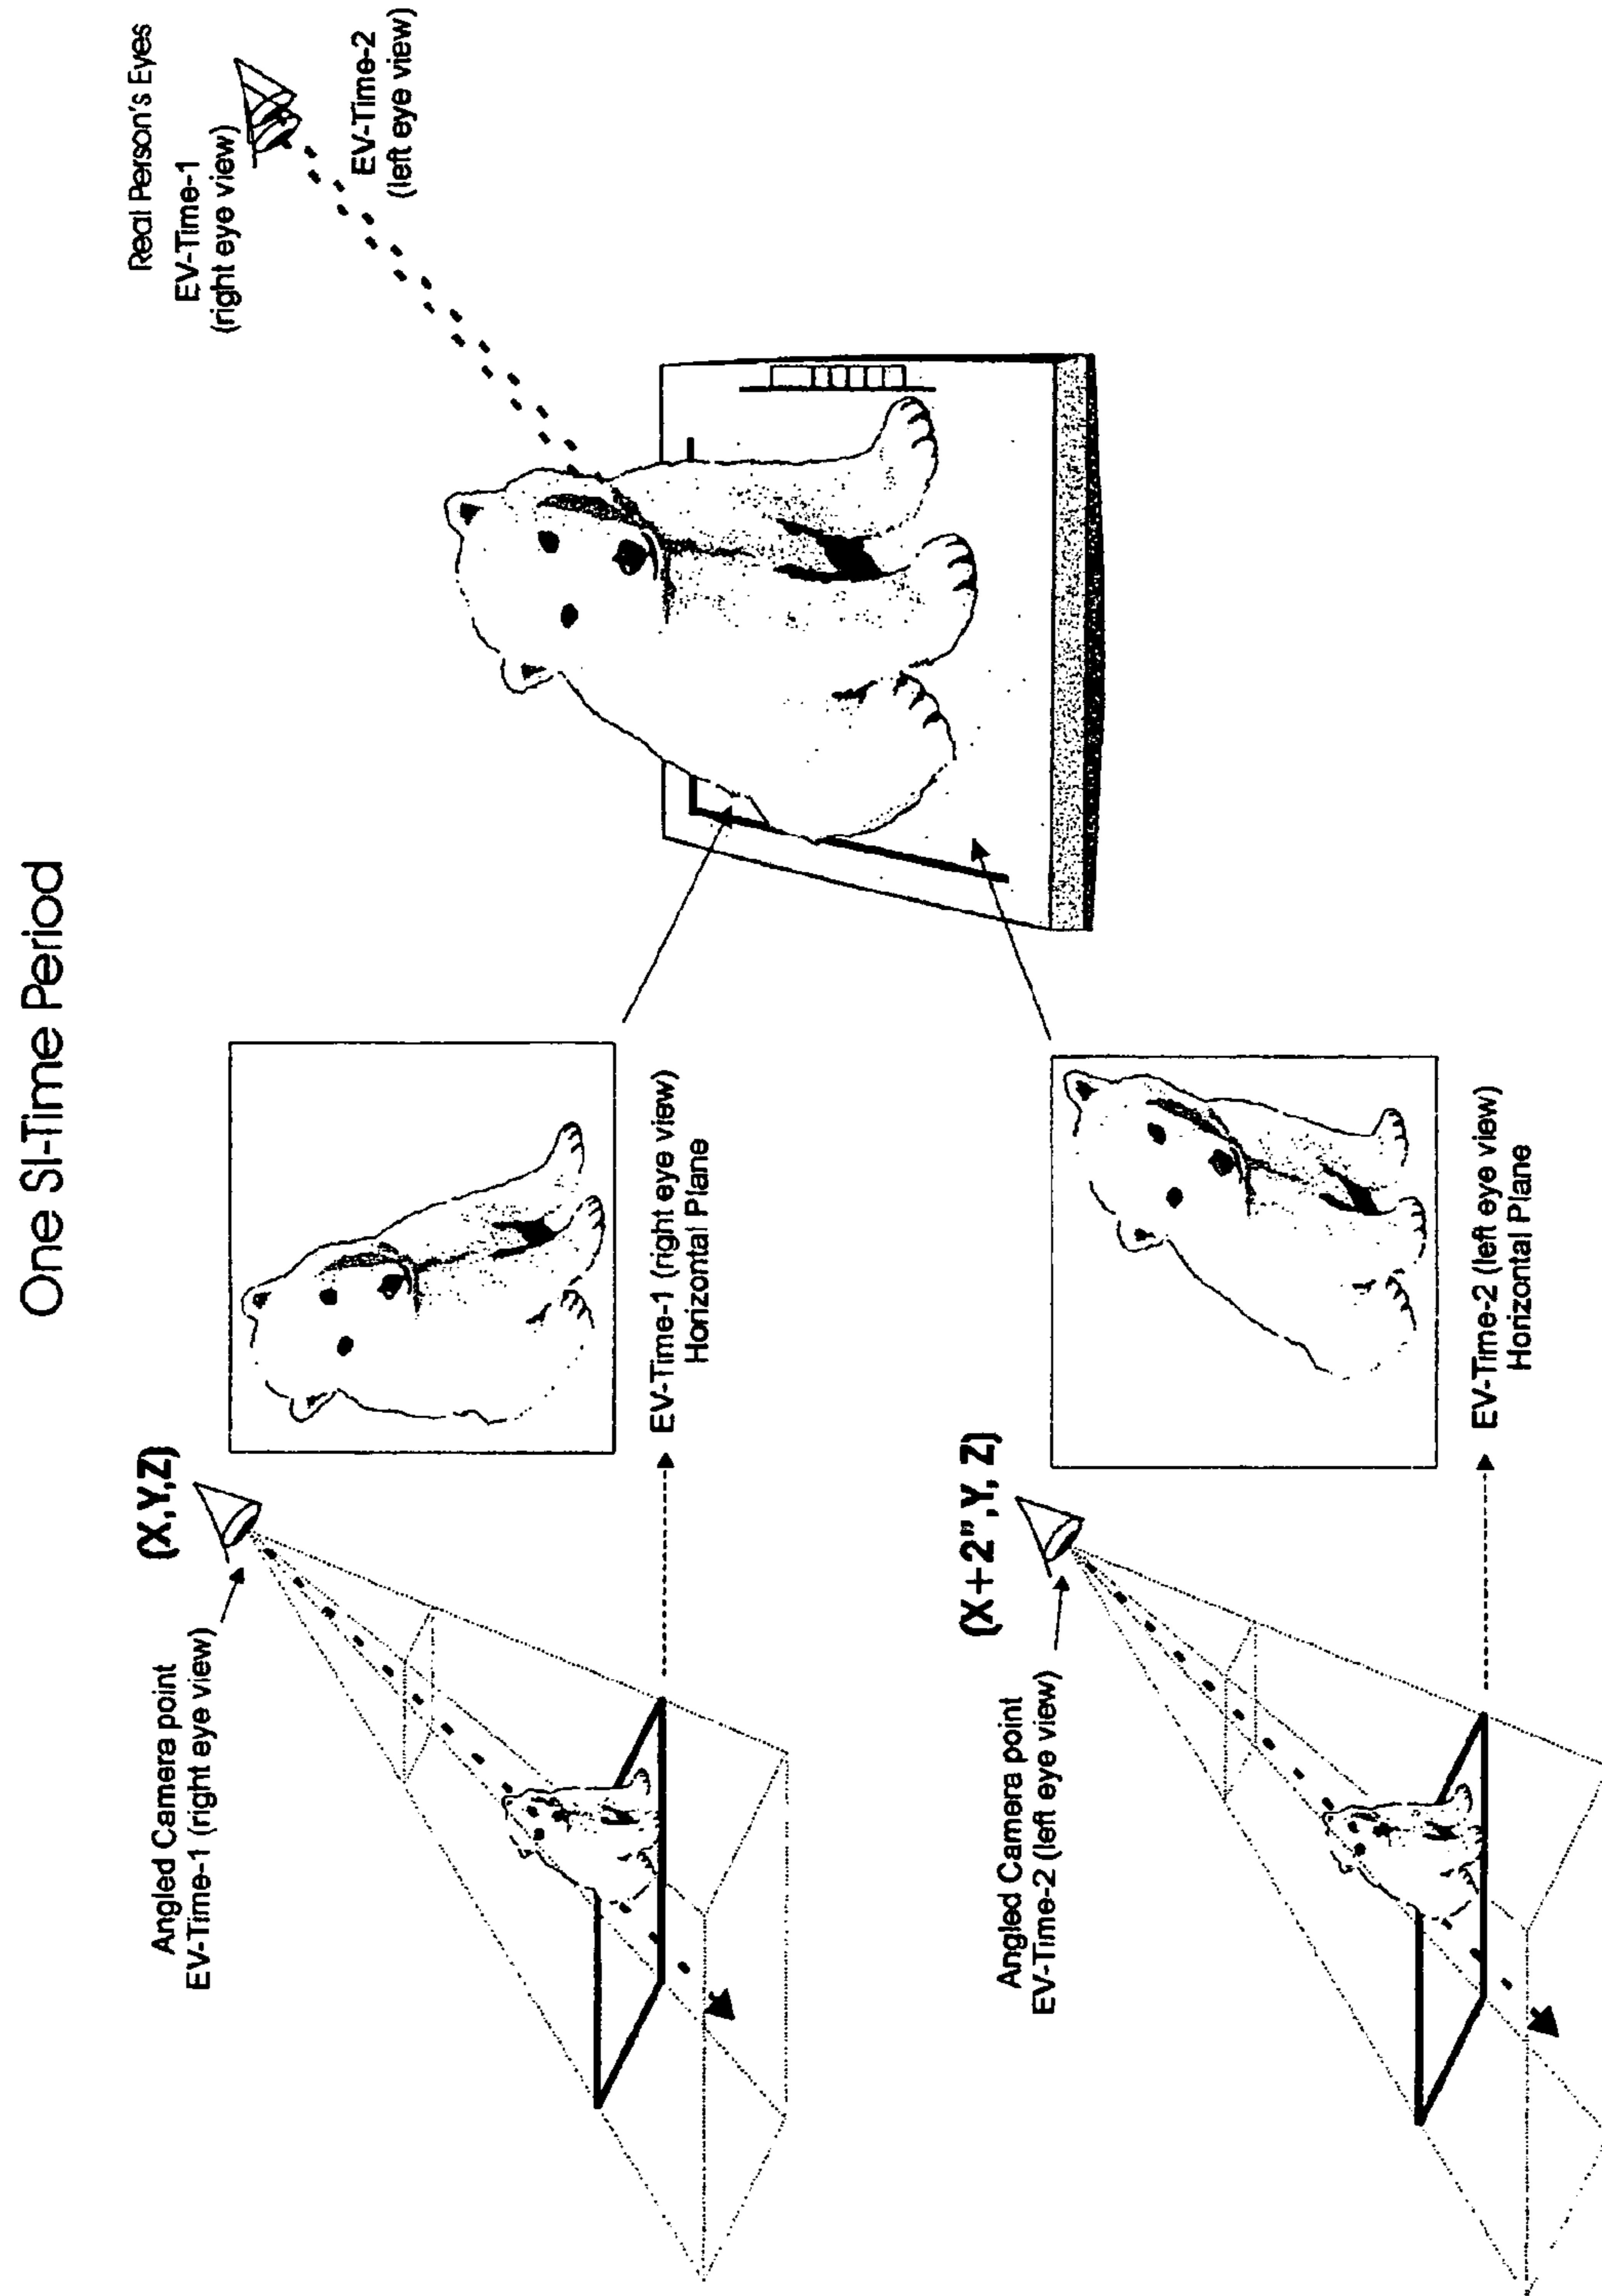 One SI-Time Period
Real Person's Eyes
EV-Time-1
(right eye view)
EV-Time-2
(left eye view)
Angled Camera point
EV-Time-1 (right eye view)
(X,Y,Z)
EV-Time-1 (right eye view)
Horizontal Plane
Angled Camera point
EV-Time-2 (left eye view)
(X+2",Y, Z)
EV-Time-2 (left eye view)
Horizontal Plane